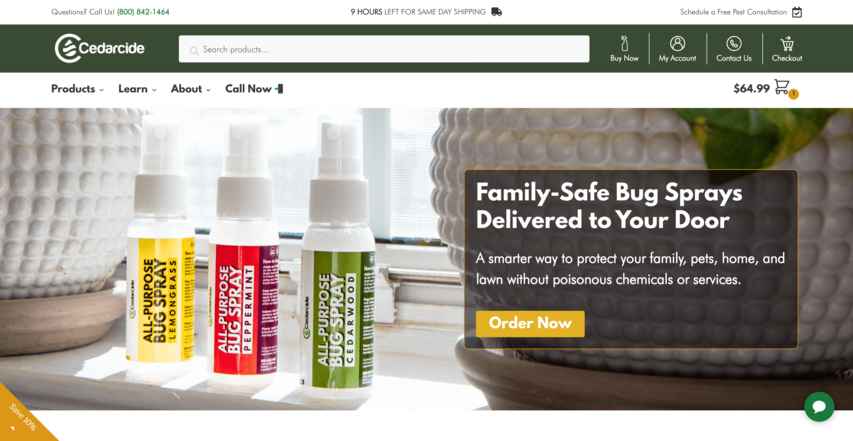 Questions? Call Us! (800) 842-1464
9 HOURS LEFT FOR SAME DAY SHIPPING
Schedule a Free Pest Consultation
Cedarcide
Search products...
Buy Now
My Account
Contact Us
Checkout
Products
Learn
About
Call Now
$64.99
1
Family-Safe Bug Sprays
Delivered to Your Door
A smarter way to protect your family, pets, home, and
lawn without poisonous chemicals or services.
Order Now
ALL-PURPOSE
BUG SPRAY
LEMONGRASS
Cedarcide
ALL-PURPOSE
BUG SPRAY
PEPPERMINT
Cedarcide
ALL-PURPOSE
BUG SPRAY
CEDARWOOD
Save 10%